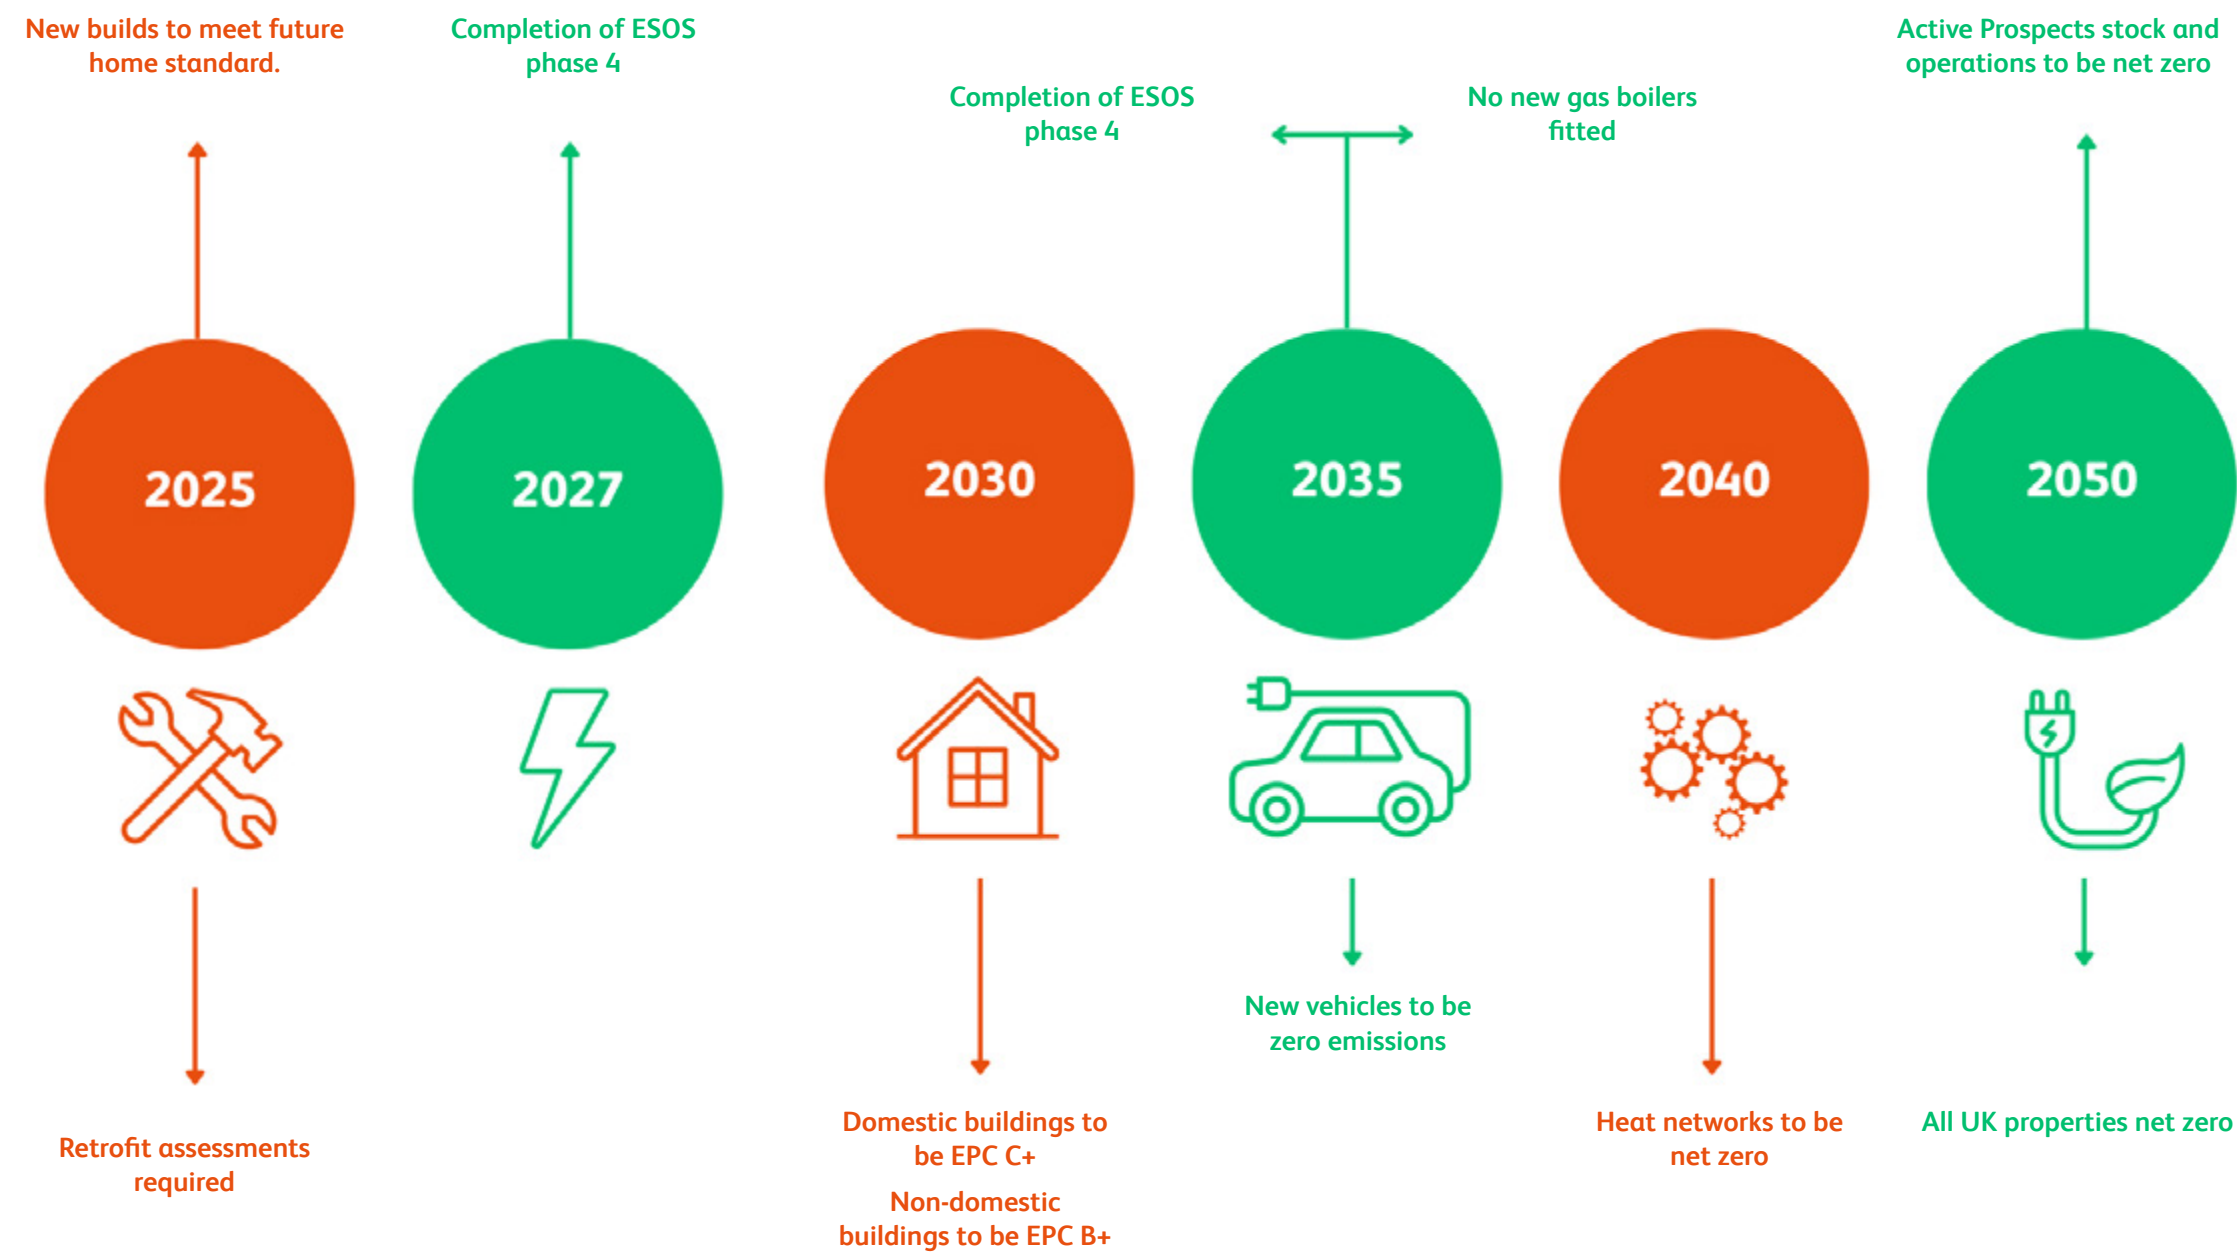 New builds to meet future
home standard.
Completion of ESOS
phase 4
Completion of ESOS
phase 4
No new gas boilers
fitted
Active Prospects stock and
operations to be net zero
2025
2027
2030
2035
2040
2050
New vehicles to be
zero emissions
Retrofit assessments
required
Domestic buildings to
be EPC C+
Non-domestic
buildings to be EPC B+
Heat networks to be
net zero
All UK properties net zero